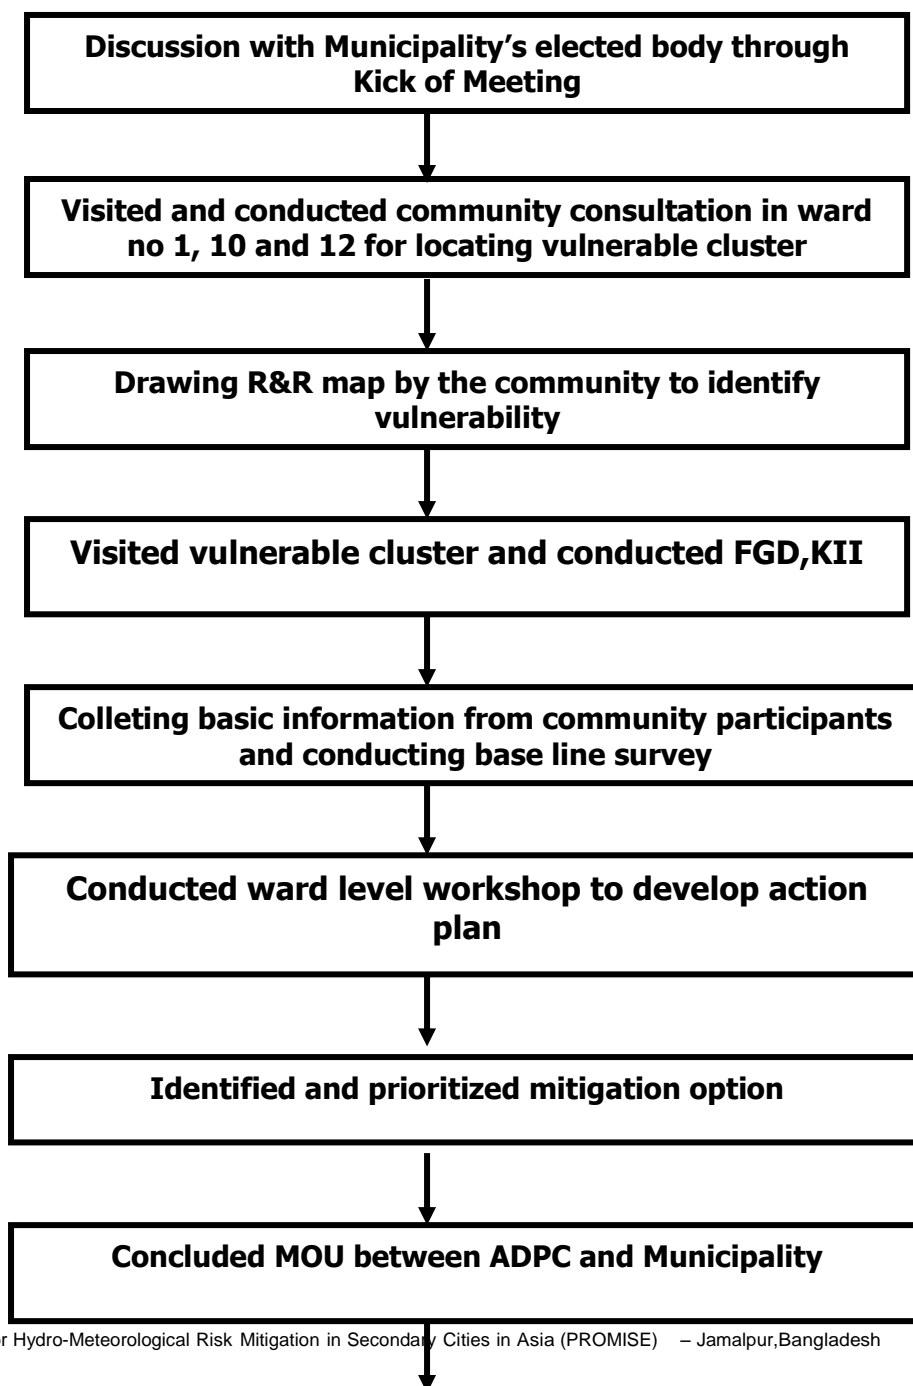 Discussion with Municipality’s elected body through
Kick of Meeting
Visited and conducted community consultation in ward
no 1, 10 and 12 for locating vulnerable cluster
Drawing R&R map by the community to identify
vulnerability
Visited vulnerable cluster and conducted FGD,KII
Colleting basic information from community participants
and conducting base line survey
Conducted ward level workshop to develop action
plan
Identified and prioritized mitigation option
Concluded MOU between ADPC and Municipality
r Hydro-Meteorological Risk Mitigation in Secondary Cities in Asia (PROMISE) – Jamalpur,Bangladesh